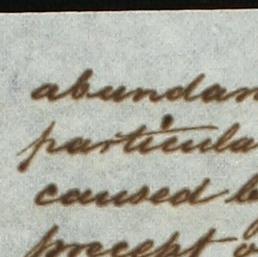 abundan
particula
caused b
precept o